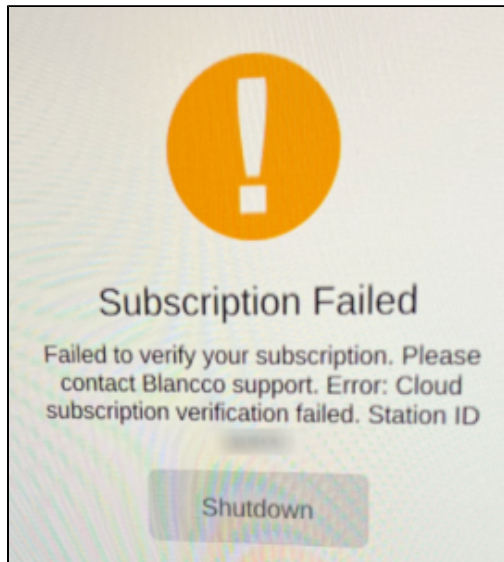 Subscription Failed
Failed to verify your subscription. Please
contact Blancco support. Error: Cloud
subscription verification failed. Station ID
Shutdown